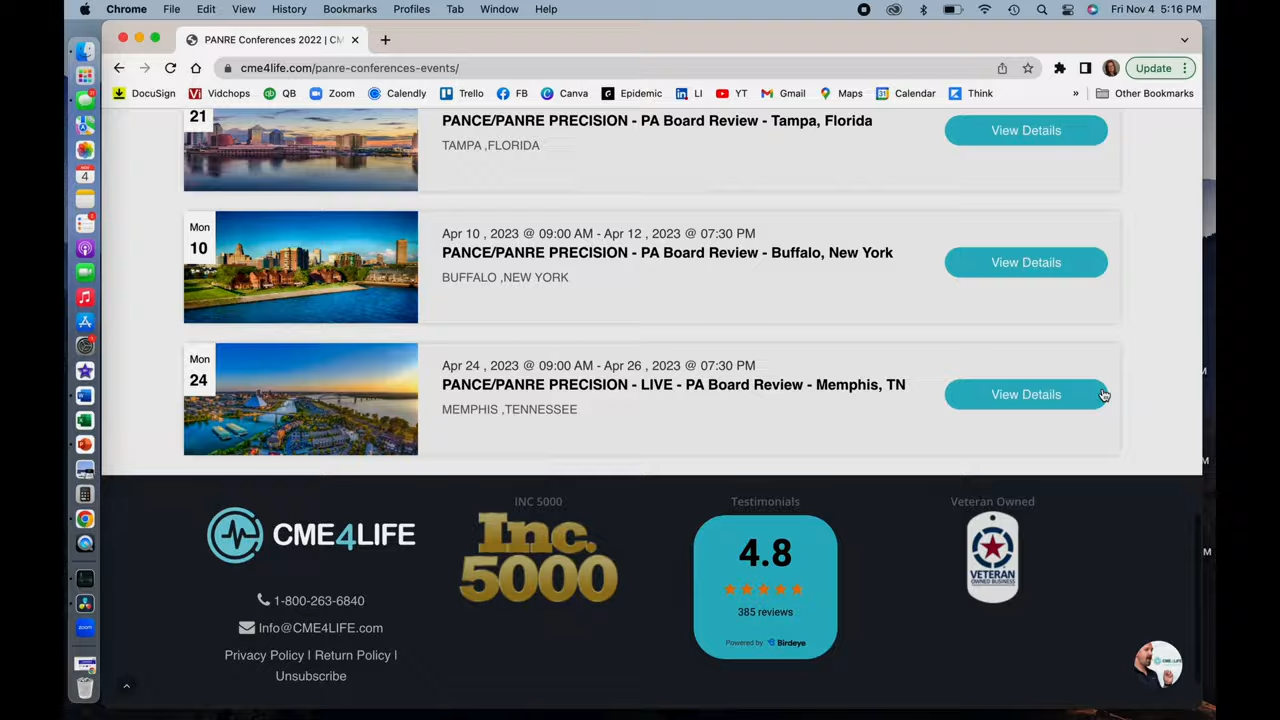 Chrome File Edit View History Bookmarks Profiles Tab Window Help Fri Nov 4 5:16 PM
PANRE Conferences 2022 | CM
cme4life.com/panre-conferences-events/ Update
DocuSign Vidchops QB Zoom Calendly Trello FB Canva Epidemic LI YT Gmail Maps Calendar Think » Other Bookmarks
21
PANCE/PANRE PRECISION - PA Board Review - Tampa, Florida
TAMPA ,FLORIDA
View Details
Mon
10
Apr 10 , 2023 @ 09:00 AM - Apr 12 , 2023 @ 07:30 PM
PANCE/PANRE PRECISION - PA Board Review - Buffalo, New York
BUFFALO ,NEW YORK
View Details
Mon
24
Apr 24 , 2023 @ 09:00 AM - Apr 26 , 2023 @ 07:30 PM
PANCE/PANRE PRECISION - LIVE - PA Board Review - Memphis, TN
MEMPHIS ,TENNESSEE
View Details
CME4LIFE
1-800-263-6840
Info@CME4LIFE.com
Privacy Policy | Return Policy |
Unsubscribe
INC 5000
Inc.
5000
Testimonials
4.8
385 reviews
Powered by Birdeye
Veteran Owned
VETERAN
OWNED BUSINESS